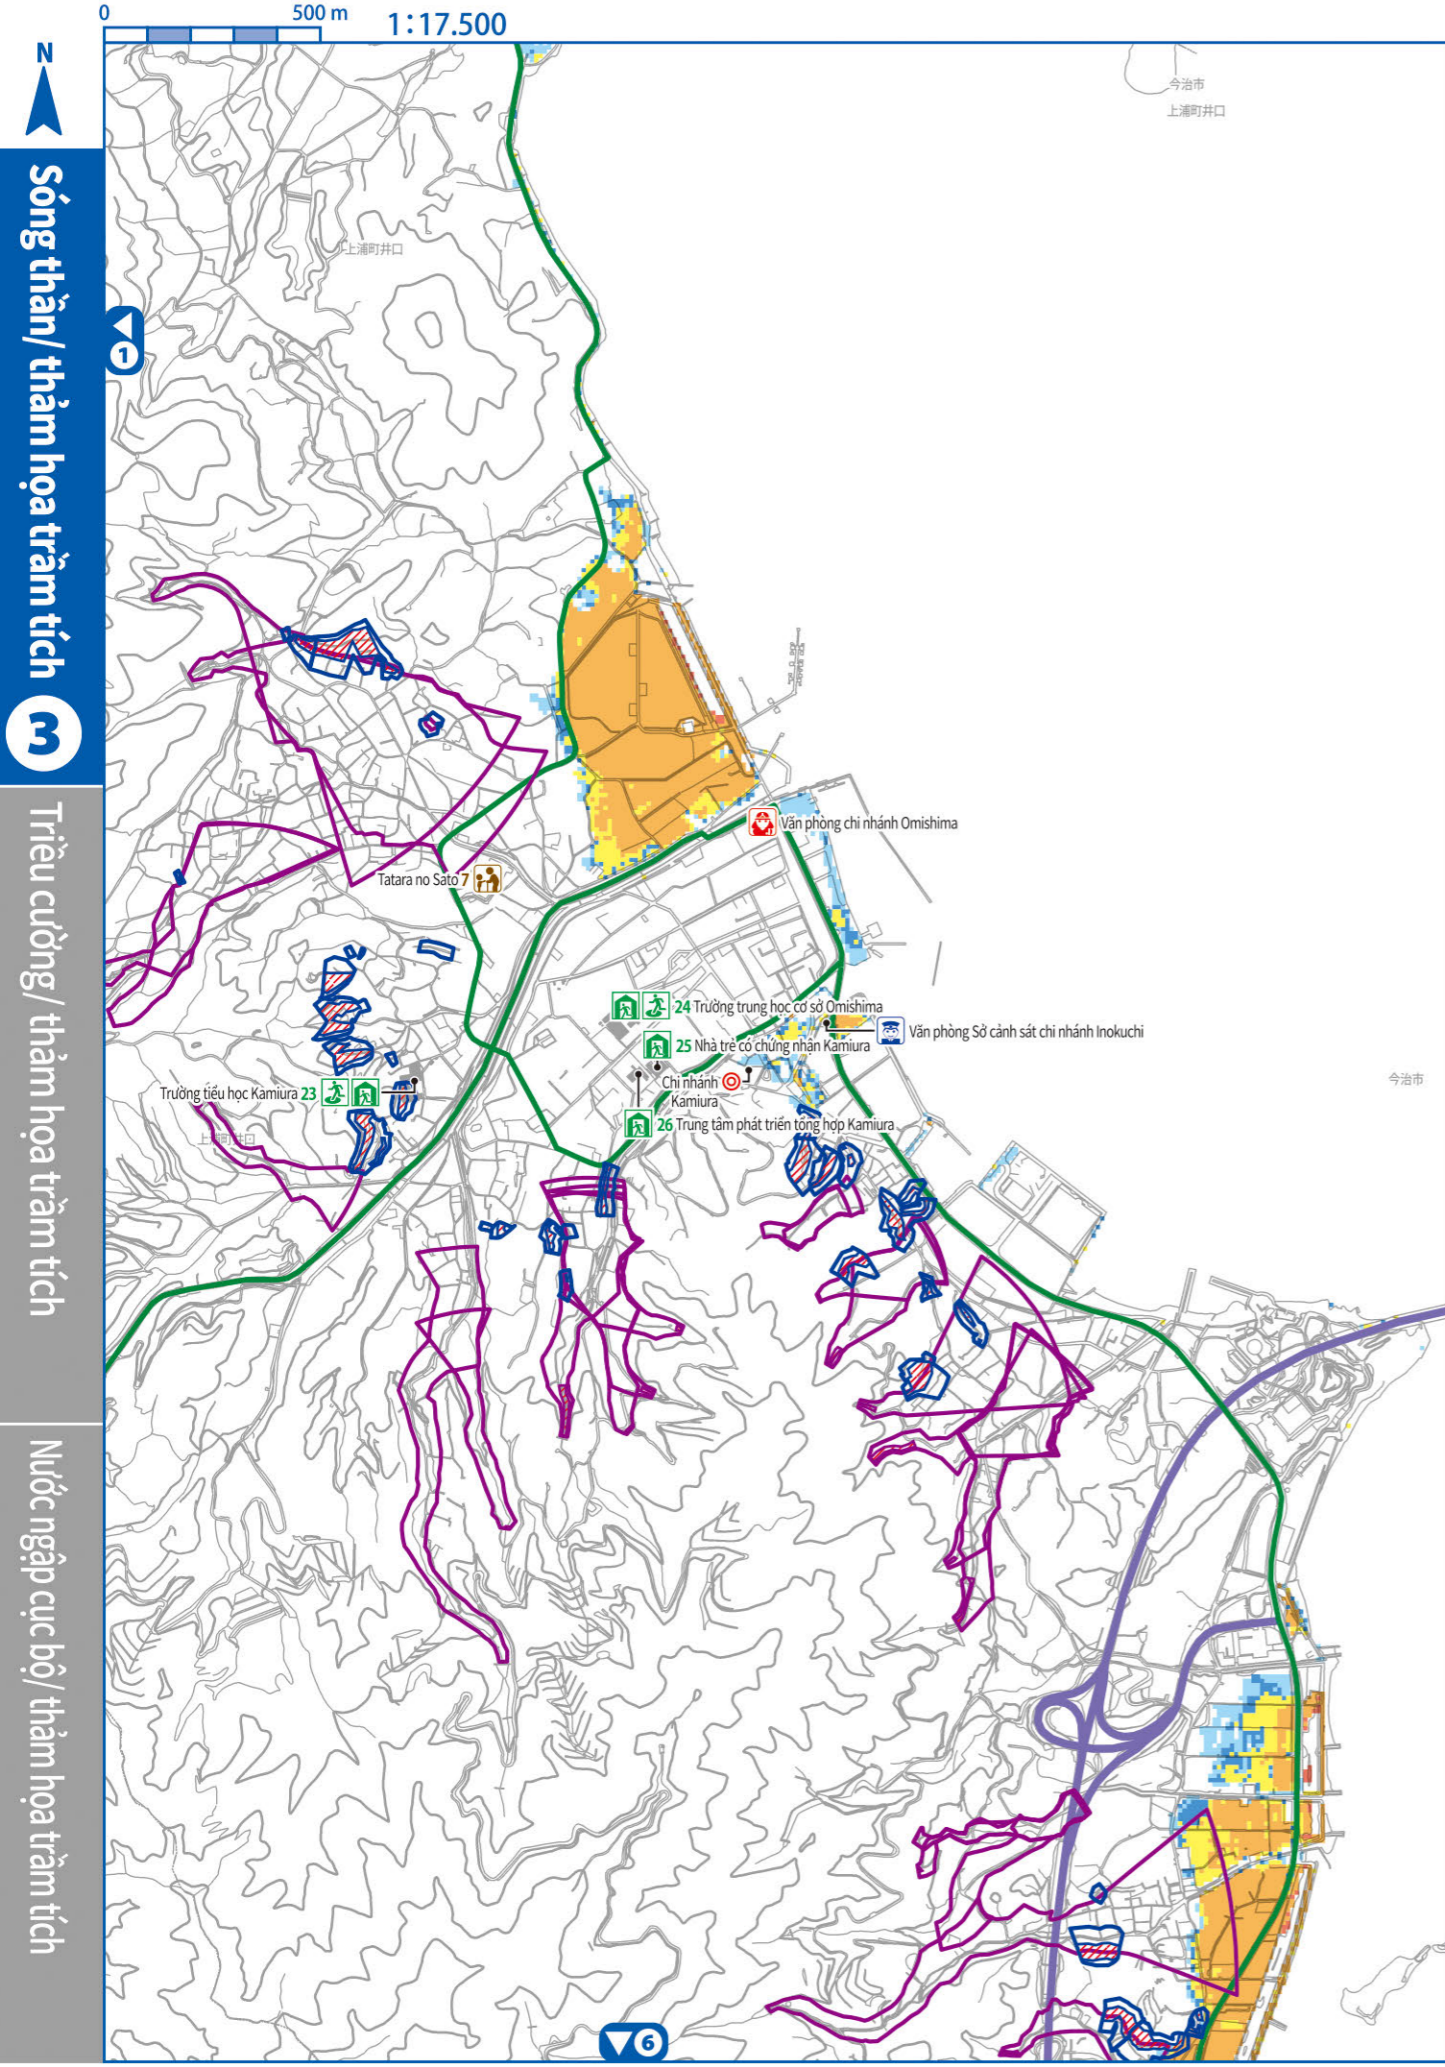 0 500 m 1:17.500
N
今治市
上浦町井口
Sóng thần/ thảm họa trầm tích 3
上浦町井口
1
Triều cường/ thảm họa trầm tích
Văn phòng chi nhánh Omishima
Tatara no Sato 7
24 Trường trung học cơ sở Omishima
Văn phòng Sở cảnh sát chi nhánh Inokuchi
25 Nhà trẻ có chứng nhận Kamiura
Chi nhánh
Kamiura
今治市
Trường tiểu học Kamiura 23
26 Trung tâm phát triển tổng hợp Kamiura
上浦町井口
Nước ngập cục bộ/ thảm họa trầm tích
6